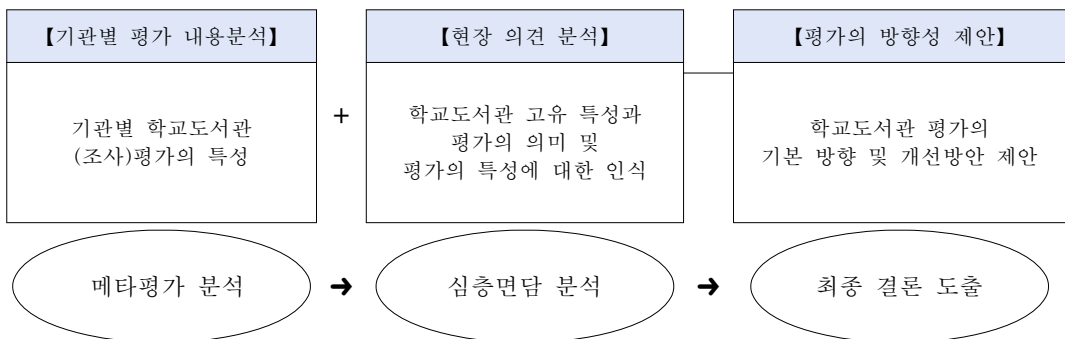 【기관별 평가 내용분석】
기관별 학교도서관
(조사)평가의 특성
+
【현장 의견 분석】
학교도서관 고유 특성과
평가의 의미 및
평가의 특성에 대한 인식
【평가의 방향성 제안】
학교도서관 평가의
기본 방향 및 개선방안 제안
메타평가 분석
➜
심층면담 분석
➜
최종 결론 도출